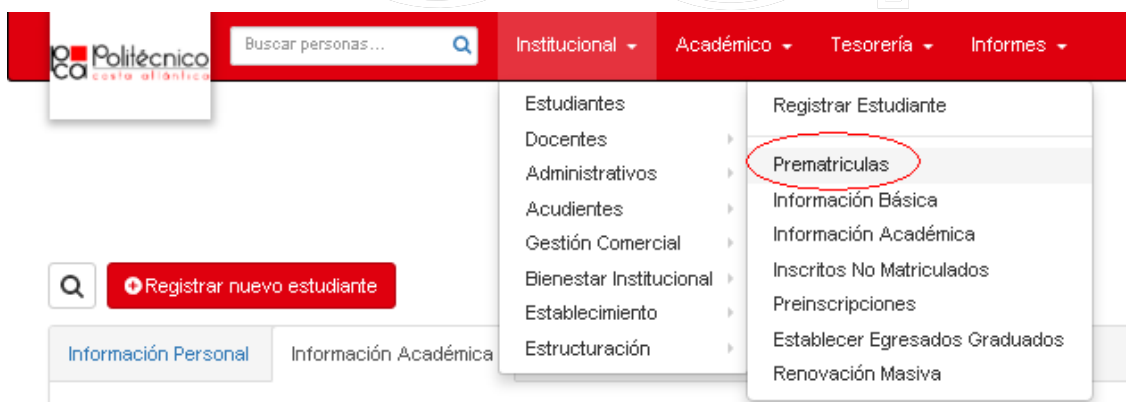 Politécnico
costa atlántica
Buscar personas...
Institucional
Académico
Tesorería
Informes
Estudiantes
Docentes
Administrativos
Acudientes
Gestión Comercial
Bienestar Institucional
Establecimiento
Estructuración
Registrar Estudiante
Prematriculas
Información Básica
Información Académica
Inscritos No Matriculados
Preinscripciones
Establecer Egresados Graduados
Renovación Masiva
Registrar nuevo estudiante
Información Personal
Información Académica